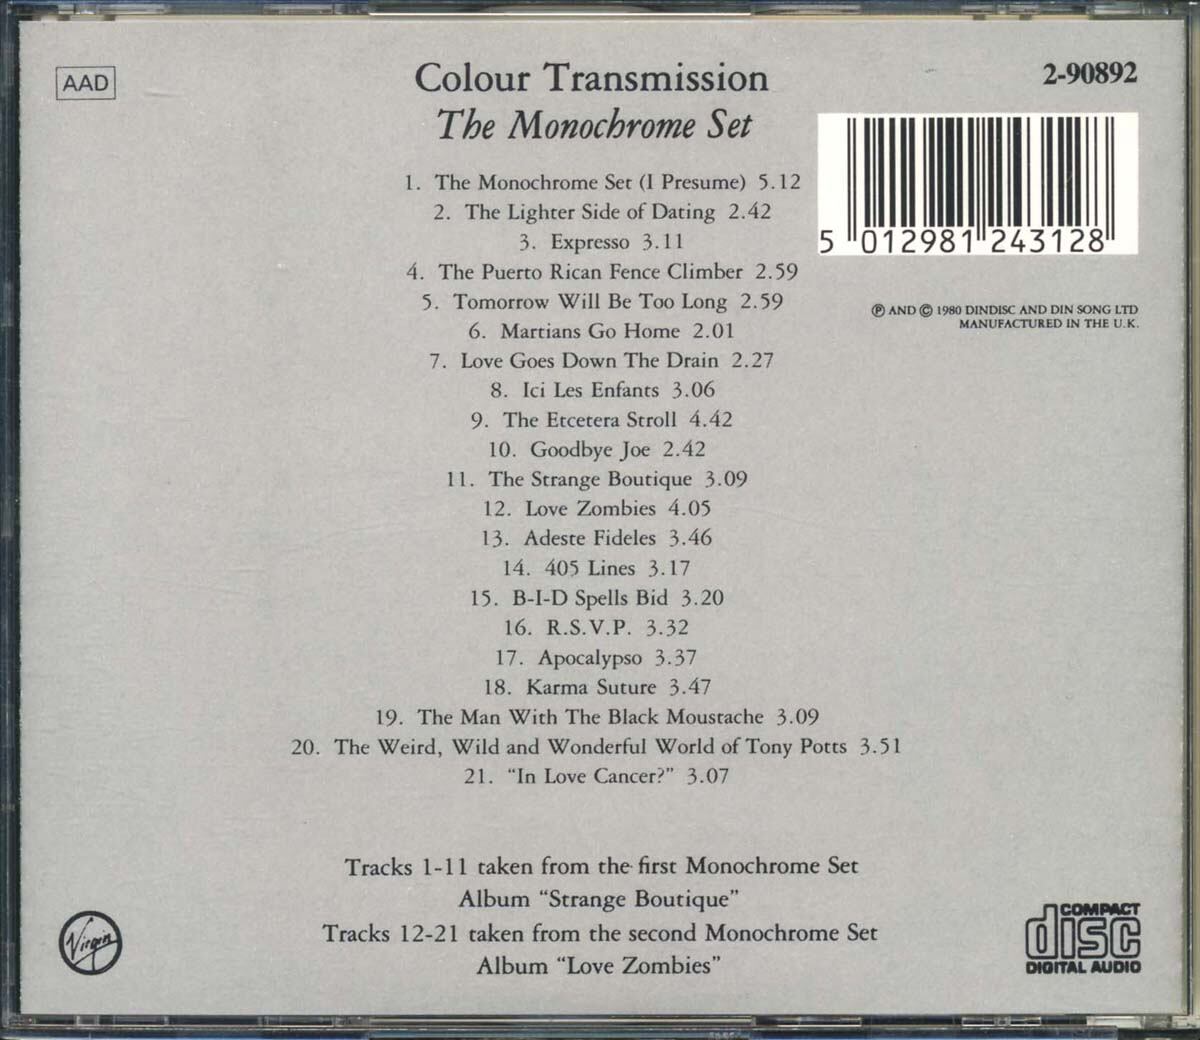 AAD
Colour Transmission
The Monochrome Set
2-90892
1. The Monochrome Set (I Presume) 5.12
2. The Lighter Side of Dating 2.42
3. Expresso 3.11
4. The Puerto Rican Fence Climber 2.59
5. Tomorrow Will Be Too Long 2.59
6. Martians Go Home 2.01
7. Love Goes Down The Drain 2.27
8. Ici Les Enfants 3.06
9. The Etcetera Stroll 4.42
10. Goodbye Joe 2.42
11. The Strange Boutique 3.09
12. Love Zombies 4.05
13. Adeste Fideles 3.46
14. 405 Lines 3.17
15. B-I-D Spells Bid 3.20
16. R.S.V.P. 3.32
17. Apocalypso 3.37
18. Karma Suture 3.47
19. The Man With The Black Moustache 3.09
20. The Weird, Wild and Wonderful World of Tony Potts 3.51
21. “In Love Cancer?” 3.07
5 012981 243128
Ⓟ AND © 1980 DINDISC AND DIN SONG LTD
MANUFACTURED IN THE U.K.
Tracks 1-11 taken from the first Monochrome Set
Album “Strange Boutique”
Tracks 12-21 taken from the second Monochrome Set
Album “Love Zombies”
Virgin
COMPACT
disc
DIGITAL AUDIO